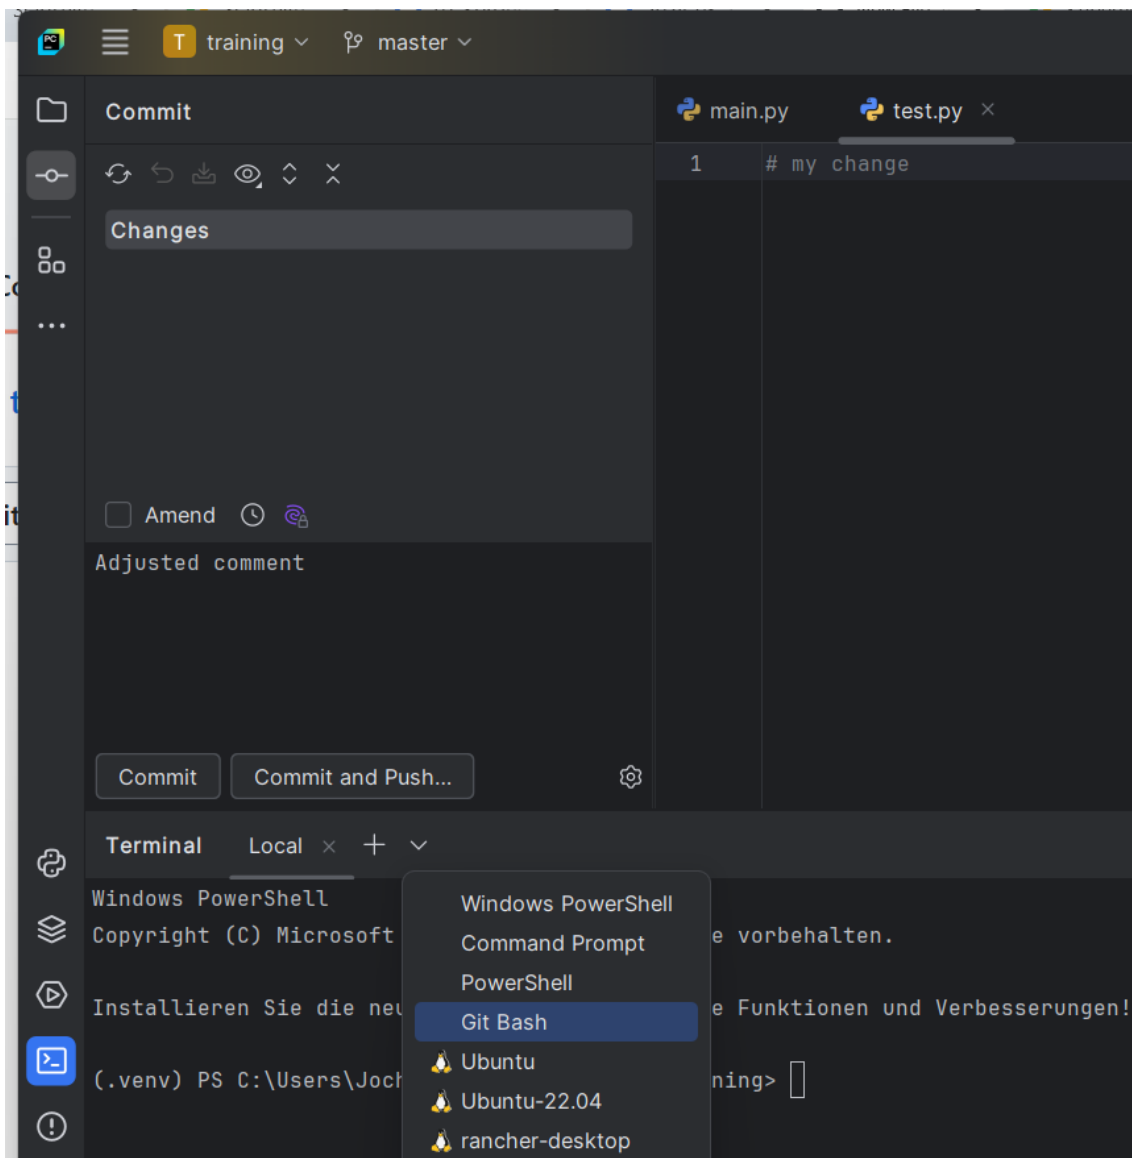 PC
T training master
Commit
main.py test.py
1 # my change
Changes
Amend
Adjusted comment
Commit Commit and Push...
Terminal Local
Windows PowerShell
Copyright (C) Microsoft
e vorbehalten.
Installieren Sie die neu
e Funktionen und Verbesserungen!
(.venv) PS C:\Users\Joch
ning>
Windows PowerShell
Command Prompt
PowerShell
Git Bash
Ubuntu
Ubuntu-22.04
rancher-desktop